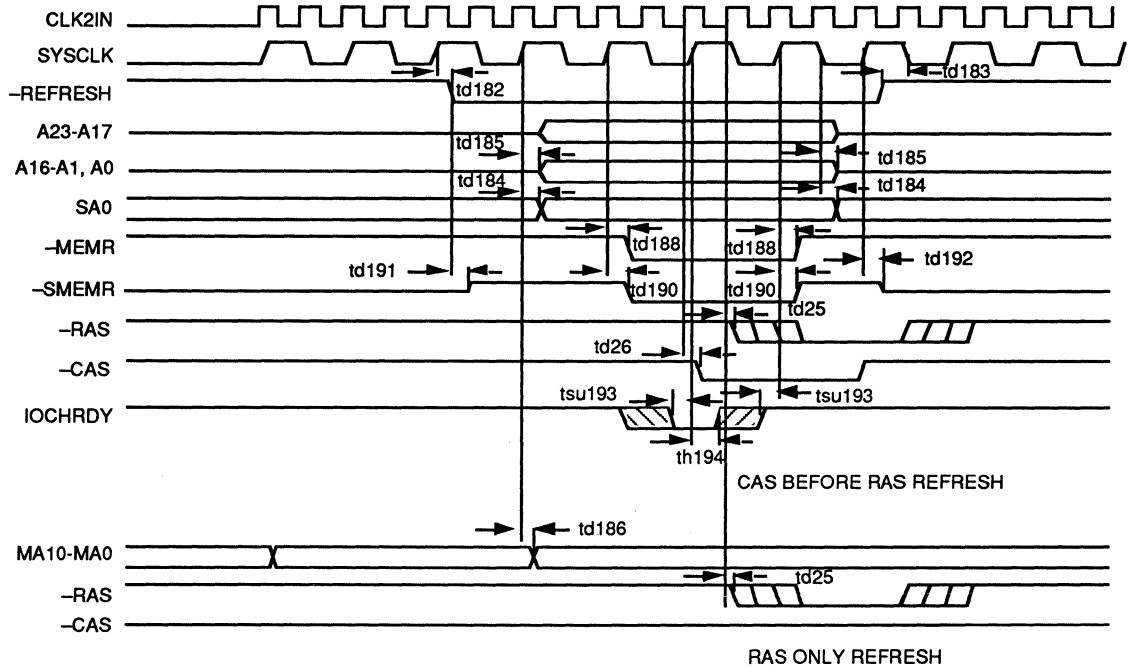 CLK2IN
SYSCLK
td182
td183
–REFRESH
A23-A17
td185
td185
A16-A1, A0
td184
td184
SA0
–MEMR
td188
td188
td192
td191
–SMEMR
td190
td190
td25
–RAS
td26
–CAS
tsu193
tsu193
IOCHRDY
th194
CAS BEFORE RAS REFRESH
td186
MA10-MA0
td25
–RAS
–CAS
RAS ONLY REFRESH